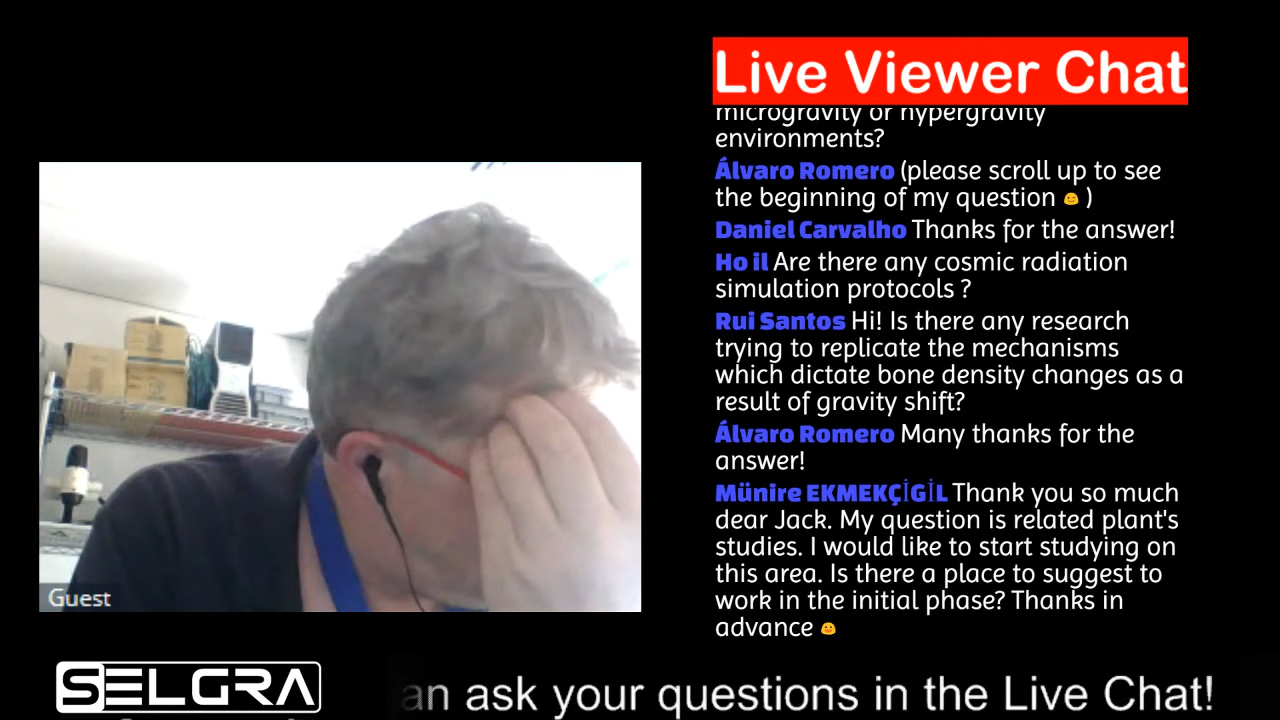 Live Viewer Chat
microgravity or hypergravity
environments?
Álvaro Romero (please scroll up to see
the beginning of my question )
Daniel Carvalho Thanks for the answer!
Ho il Are there any cosmic radiation
simulation protocols ?
Rui Santos Hi! Is there any research
trying to replicate the mechanisms
which dictate bone density changes as a
result of gravity shift?
Álvaro Romero Many thanks for the
answer!
Münire EKMEKÇİGİL Thank you so much
dear Jack. My question is related plant's
studies. I would like to start studying on
this area. Is there a place to suggest to
work in the initial phase? Thanks in
advance
Guest
SELGRA
an ask your questions in the Live Chat!